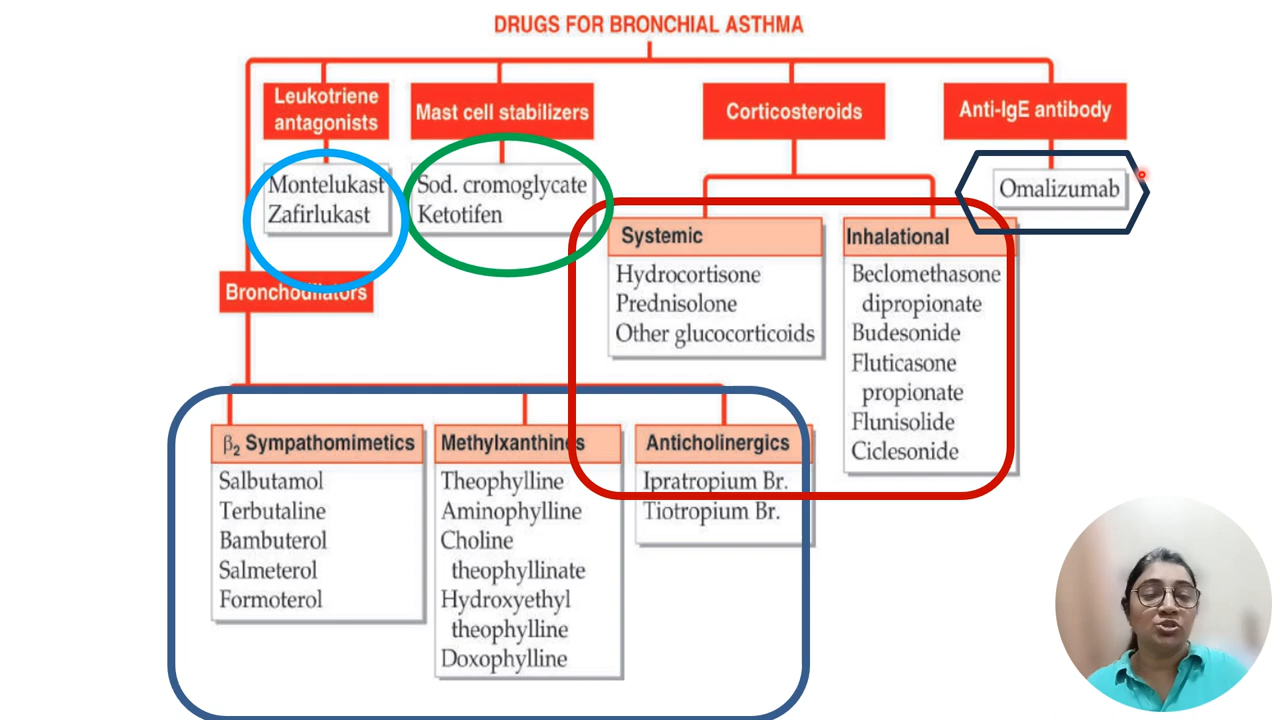 DRUGS FOR BRONCHIAL ASTHMA
Leukotriene
antagonists
Mast cell stabilizers
Corticosteroids
Anti-IgE antibody
Montelukast
Zafirlukast
Sod. cromoglycate
Ketotifen
Omalizumab
Systemic
Hydrocortisone
Prednisolone
Other glucocorticoids
Inhalational
Beclomethasone
dipropionate
Budesonide
Fluticasone
propionate
Flunisolide
Ciclesonide
Bronchodilators
β₂ Sympathomimetics
Salbutamol
Terbutaline
Bambuterol
Salmeterol
Formoterol
Methylxanthines
Theophylline
Aminophylline
Choline
theophyllinate
Hydroxyethyl
theophylline
Doxophylline
Anticholinergics
Ipratropium Br.
Tiotropium Br.